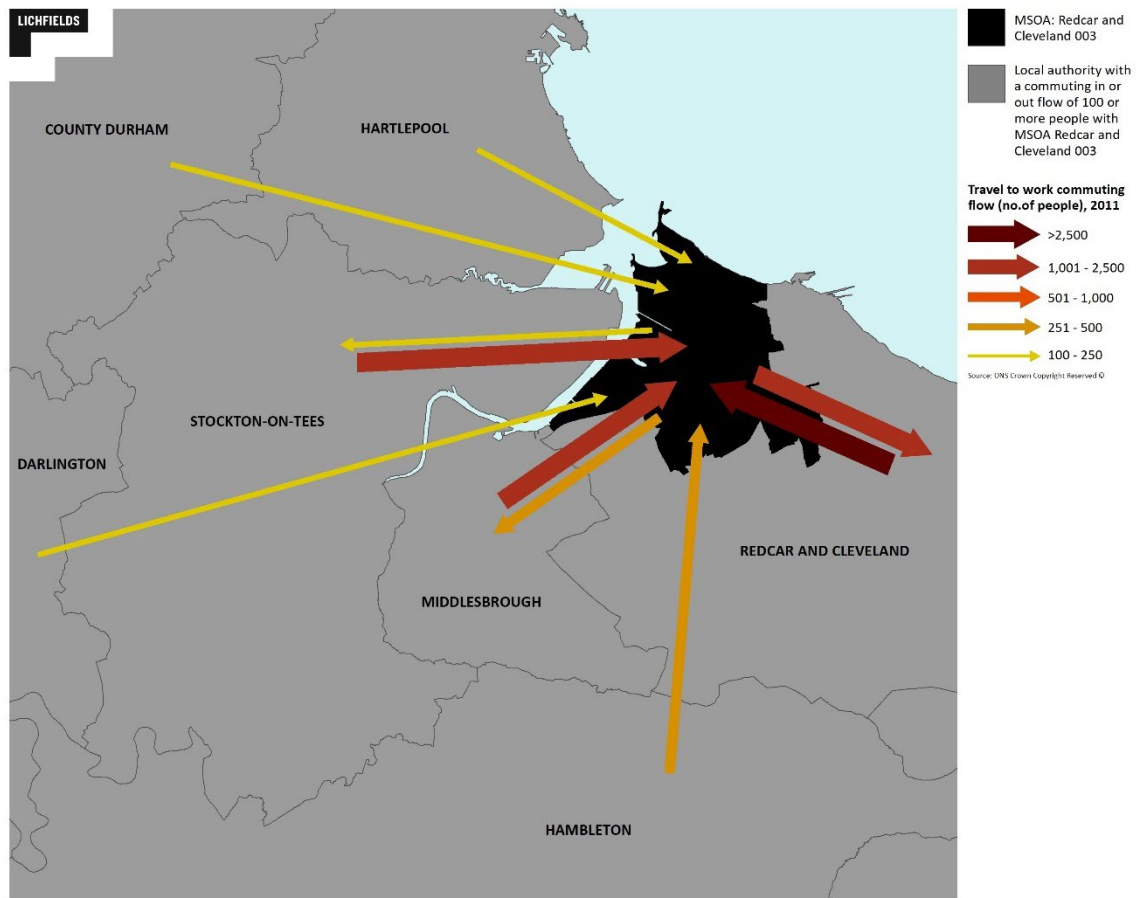 LICHFIELDS
COUNTY DURHAM
HARTLEPOOL
STOCKTON-ON-TEES
DARLINGTON
REDCAR AND CLEVELAND
MIDDLESBROUGH
HAMBLETON
MSOA: Redcar and
Cleveland 003
Local authority with
a commuting in or
out flow of 100 or
more people with
MSOA Redcar and
Cleveland 003
Travel to work commuting
flow (no.of people), 2011
>2,500
1,001 - 2,500
501 - 1,000
251 - 500
100 - 250
Source: ONS Crown Copyright Reserved ©